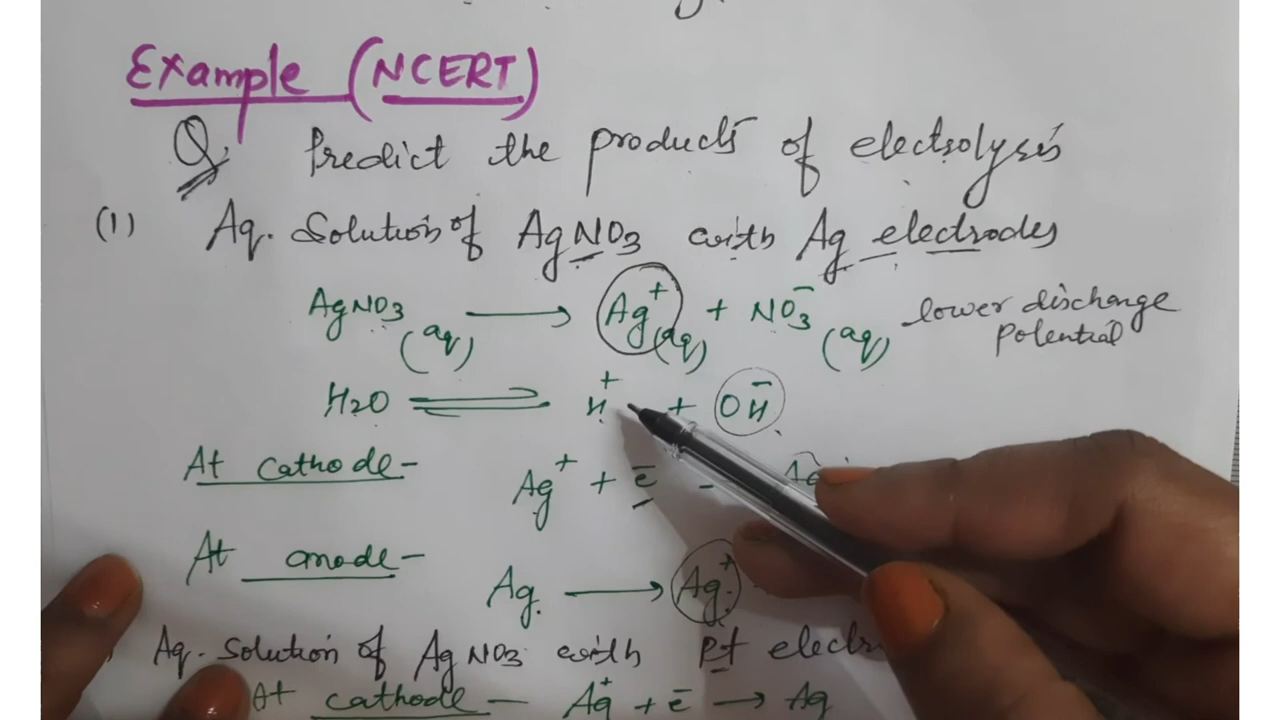 Example (NCERT)
Q. Predict the products of electrolysis
(1) Aq. Solution of AgNO3 with Ag electrodes
AgNO3 (aq) ⟶ Ag⁺ (aq) + NO3⁻ (aq) lower discharge potential
H2O ⇌ H⁺ + OH⁻
At cathode- Ag⁺ + e⁻ - Ag
At anode- Ag. ⟶ Ag⁺
Aq. Solution of AgNO3 with Pt
At cathode - Ag⁺ + e⁻ ⟶ Ag